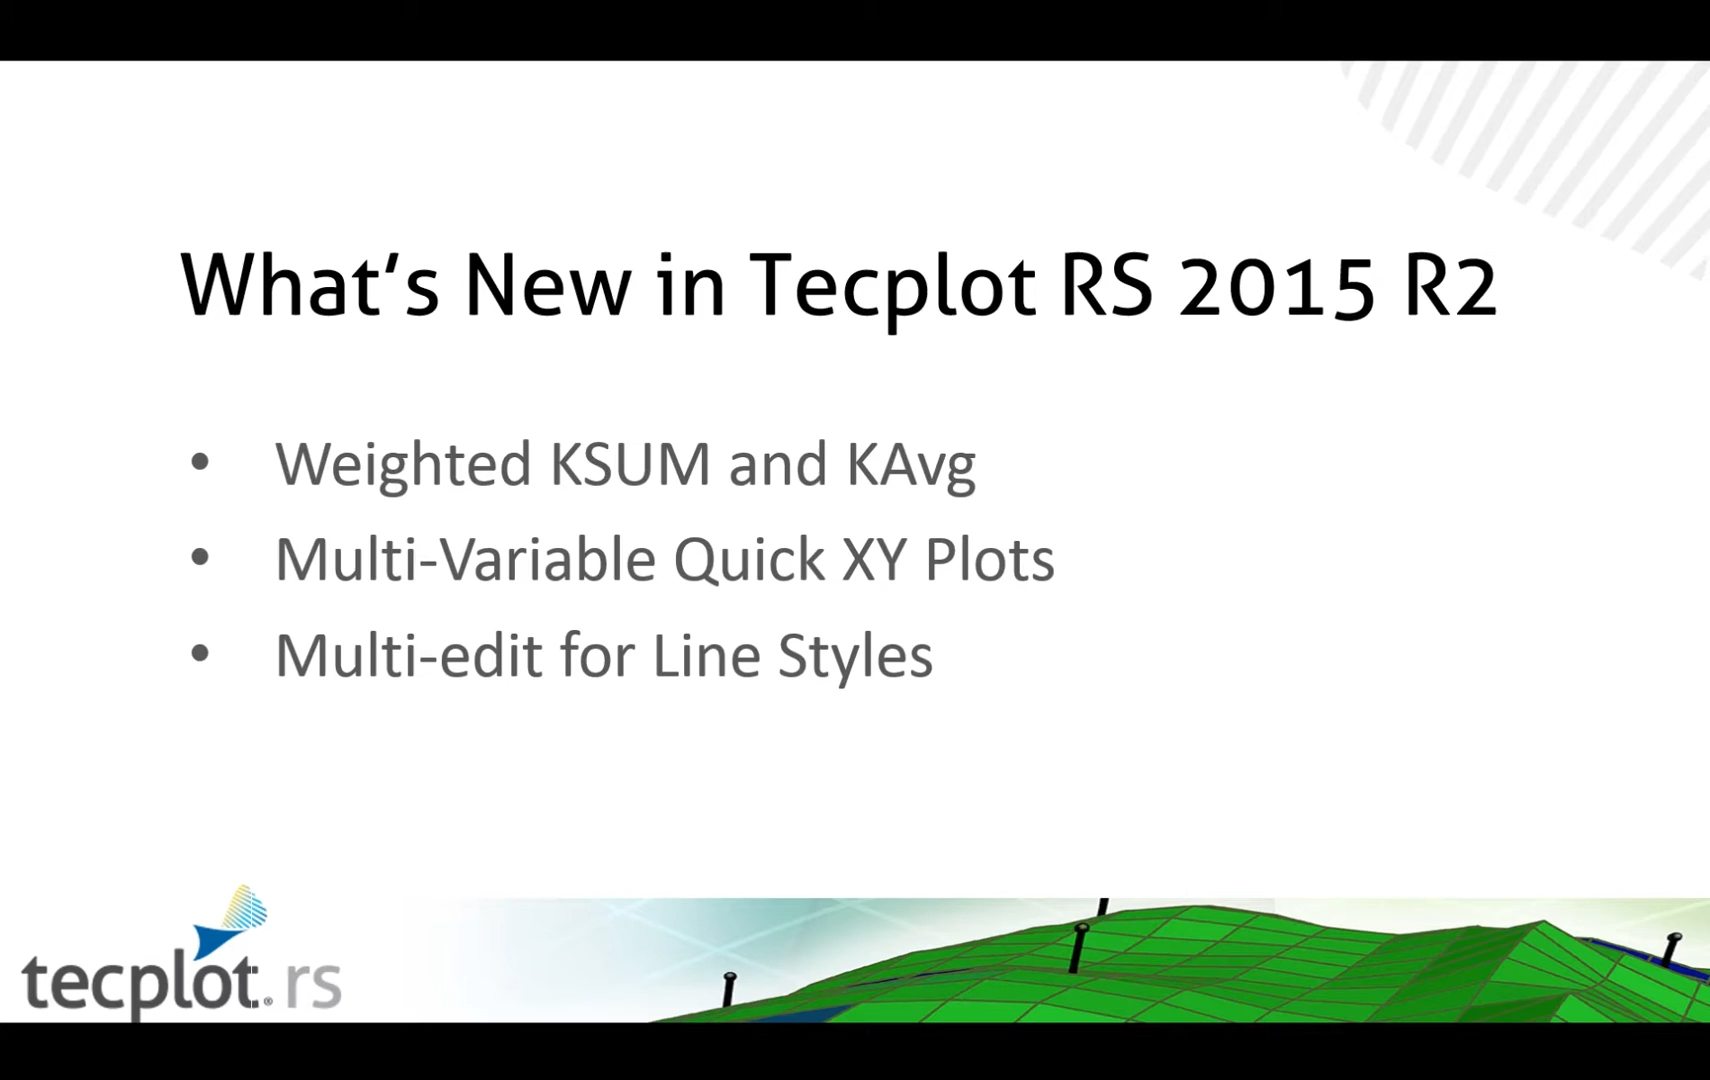 What's New in Tecplot RS 2015 R2
• Weighted KSUM and KAvg
• Multi-Variable Quick XY Plots
• Multi-edit for Line Styles
tecplot® rs